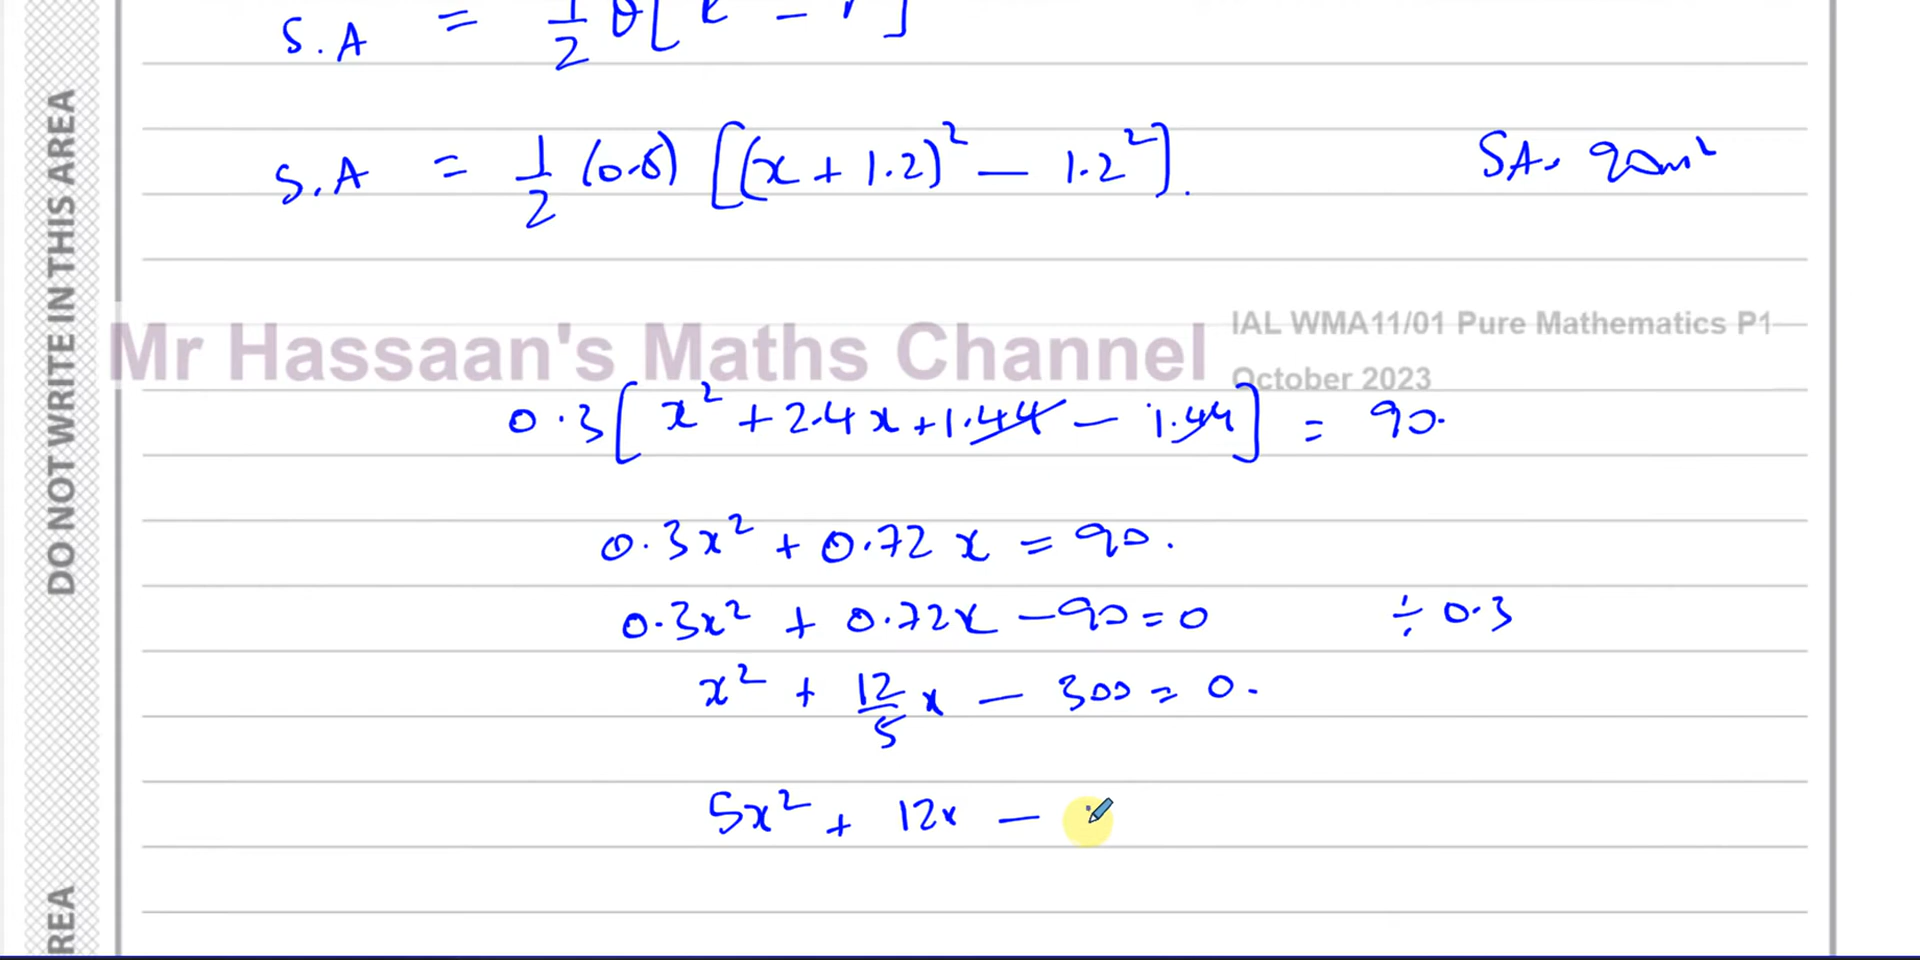 S.A = 1/2 θ[
S.A = 1/2 (0.6) [(x + 1.2)² − 1.2²]. SA = 90m²
Mr Hassaan's Maths Channel
IAL WMA11/01 Pure Mathematics P1
October 2023
0.3[x² + 2.4x + 1.44 − 1.44] = 90.
0.3x² + 0.72x = 90.
0.3x² + 0.72x − 90 = 0 ÷ 0.3
x² + 12/5 x − 300 = 0.
5x² + 12x −
DO NOT WRITE IN THIS AREA
REA